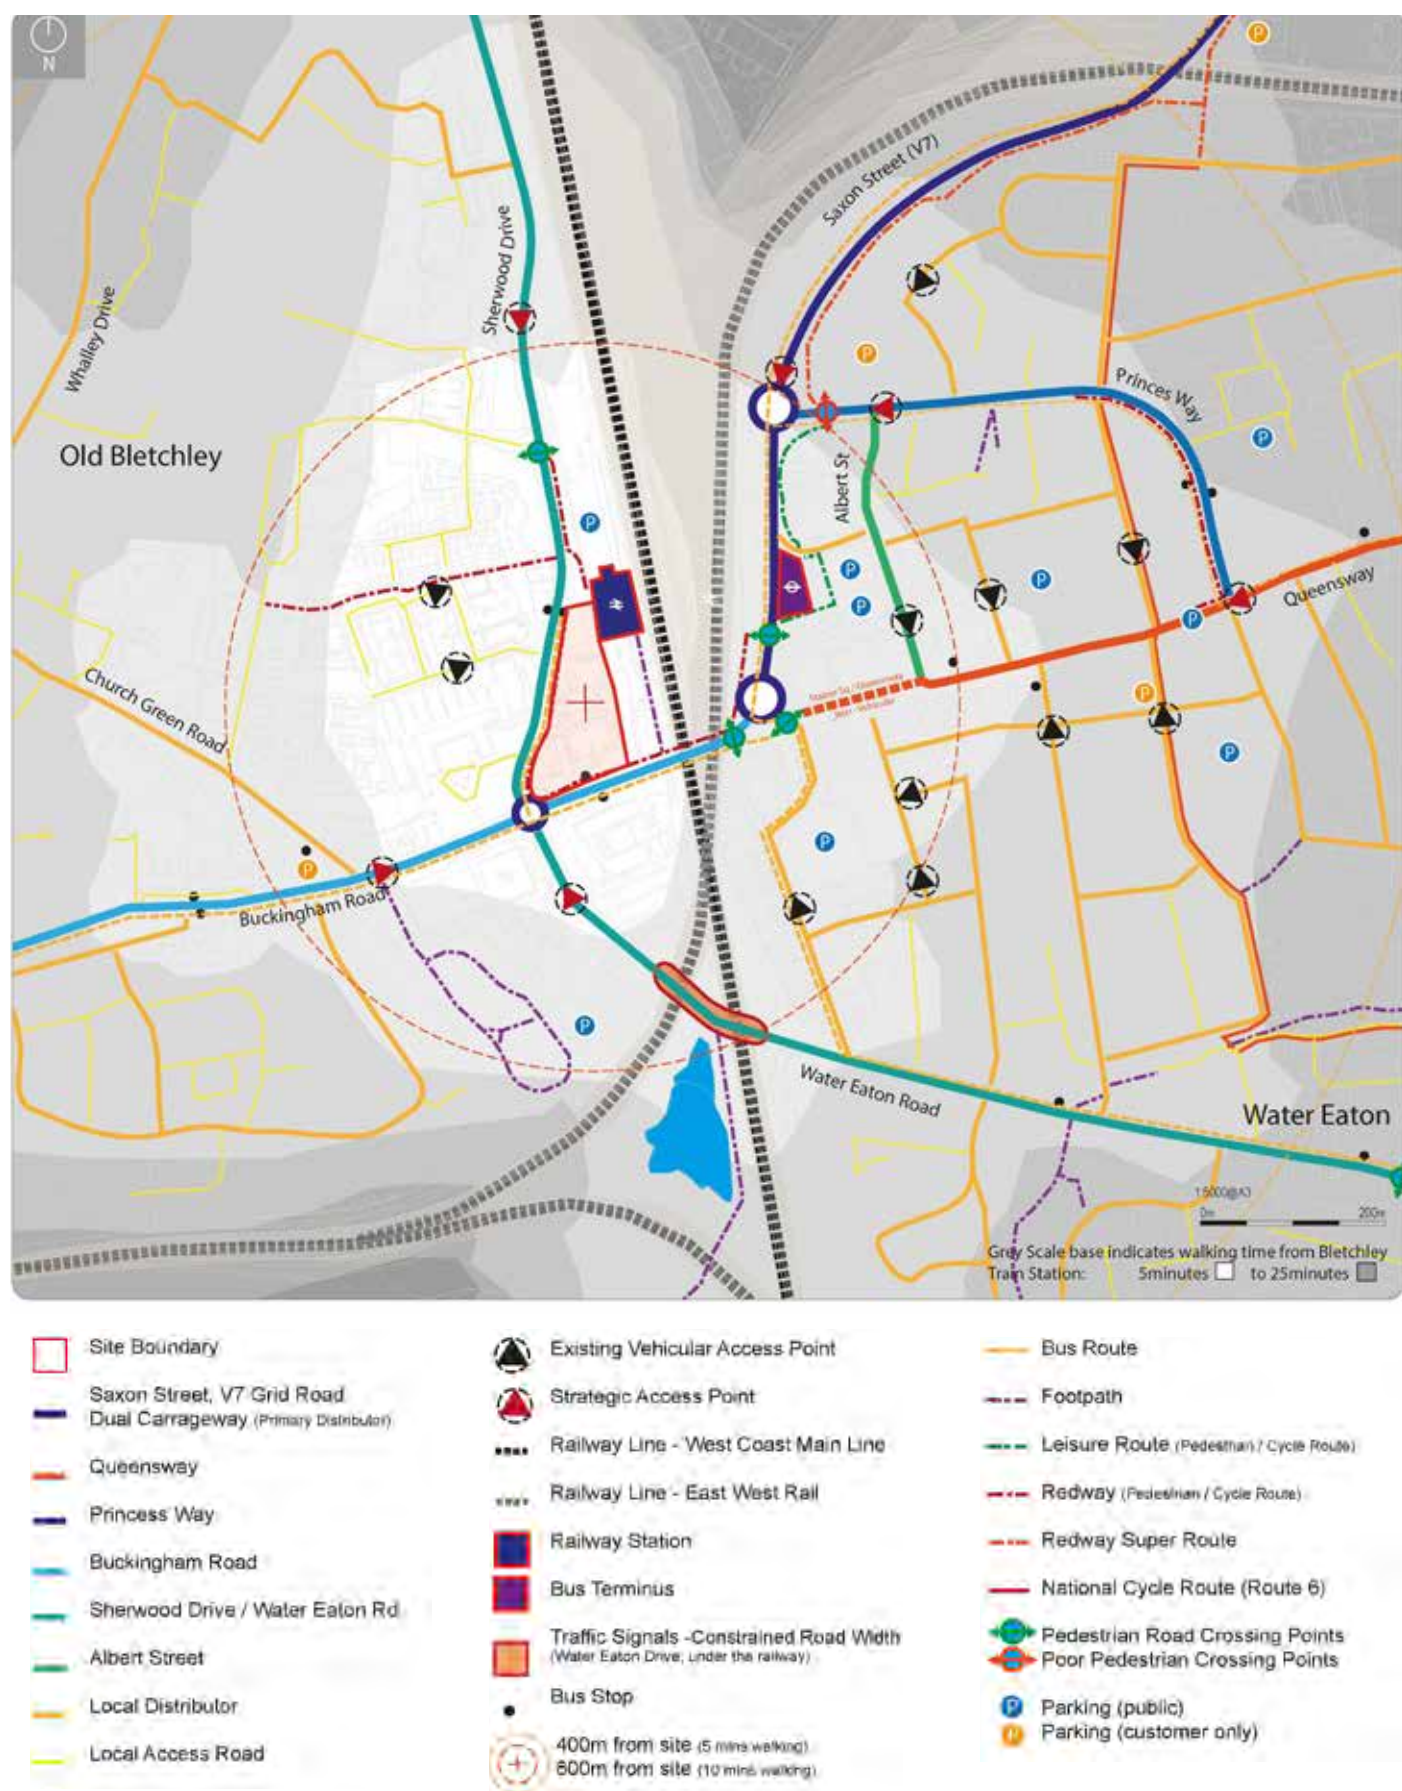 N
Saxon Street (V7)
Sherwood Drive
Whalley Drive
Princes Way
Old Bletchley
Albert St
Queensway
Church Green Road
Buckingham Road
Water Eaton Road
Water Eaton
1:5000@A3
0m 200m
Grey Scale base indicates walking time from Bletchley
Train Station: 5minutes to 25minutes
Site Boundary
Saxon Street, V7 Grid Road
Dual Carrageway (Primary Distributor)
Queensway
Princess Way
Buckingham Road
Sherwood Drive / Water Eaton Rd
Albert Street
Local Distributor
Local Access Road
Existing Vehicular Access Point
Strategic Access Point
Railway Line - West Coast Main Line
Railway Line - East West Rail
Railway Station
Bus Terminus
Traffic Signals -Constrained Road Width
(Water Eaton Drive, under the railway)
Bus Stop
400m from site (5 mins walking)
800m from site (10 mins walking)
Bus Route
Footpath
Leisure Route (Pedestrian / Cycle Route)
Redway (Pedestrian / Cycle Route)
Redway Super Route
National Cycle Route (Route 6)
Pedestrian Road Crossing Points
Poor Pedestrian Crossing Points
P Parking (public)
P Parking (customer only)